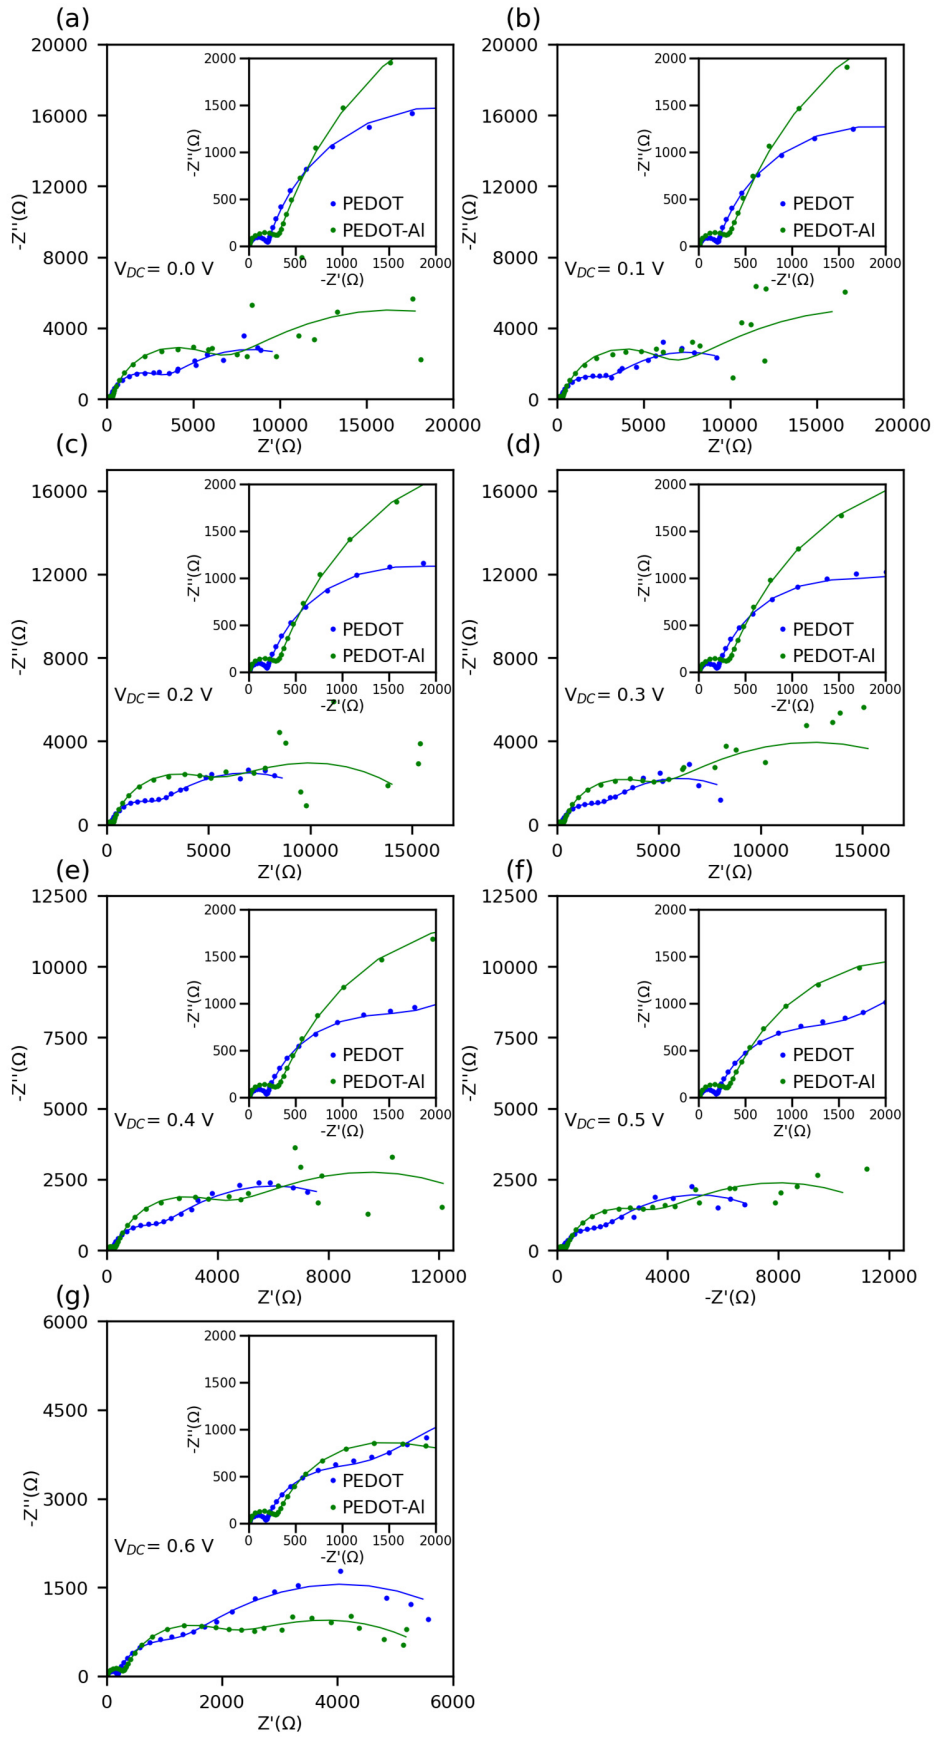 (a)
20000
16000
12000
8000
4000
0
-Z''(Ω)
0
5000
10000
15000
20000
Z'(Ω)
V_DC= 0.0 V
2000
1500
1000
500
0
-Z''(Ω)
0
500
1000
1500
2000
-Z'(Ω)
PEDOT
PEDOT-Al
(b)
20000
16000
12000
8000
4000
0
-Z''(Ω)
0
5000
10000
15000
20000
Z'(Ω)
V_DC= 0.1 V
2000
1500
1000
500
0
-Z''(Ω)
0
500
1000
1500
2000
-Z'(Ω)
PEDOT
PEDOT-Al
(c)
16000
12000
8000
4000
0
-Z''(Ω)
0
5000
10000
15000
Z'(Ω)
V_DC= 0.2 V
2000
1500
1000
500
0
-Z''(Ω)
0
500
1000
1500
2000
-Z'(Ω)
PEDOT
PEDOT-Al
(d)
16000
12000
8000
4000
0
-Z''(Ω)
0
5000
10000
15000
Z'(Ω)
V_DC= 0.3 V
2000
1500
1000
500
0
-Z''(Ω)
0
500
1000
1500
2000
-Z'(Ω)
PEDOT
PEDOT-Al
(e)
12500
10000
7500
5000
2500
0
-Z''(Ω)
0
4000
8000
12000
Z'(Ω)
V_DC= 0.4 V
2000
1500
1000
500
0
-Z''(Ω)
0
500
1000
1500
2000
-Z'(Ω)
PEDOT
PEDOT-Al
(f)
12500
10000
7500
5000
2500
0
-Z''(Ω)
0
4000
8000
12000
-Z'(Ω)
V_DC= 0.5 V
2000
1500
1000
500
0
-Z''(Ω)
0
500
1000
1500
2000
Z'(Ω)
PEDOT
PEDOT-Al
(g)
6000
4500
3000
1500
0
-Z''(Ω)
0
2000
4000
6000
Z'(Ω)
V_DC= 0.6 V
2000
1500
1000
500
0
-Z''(Ω)
0
500
1000
1500
2000
-Z'(Ω)
PEDOT
PEDOT-Al